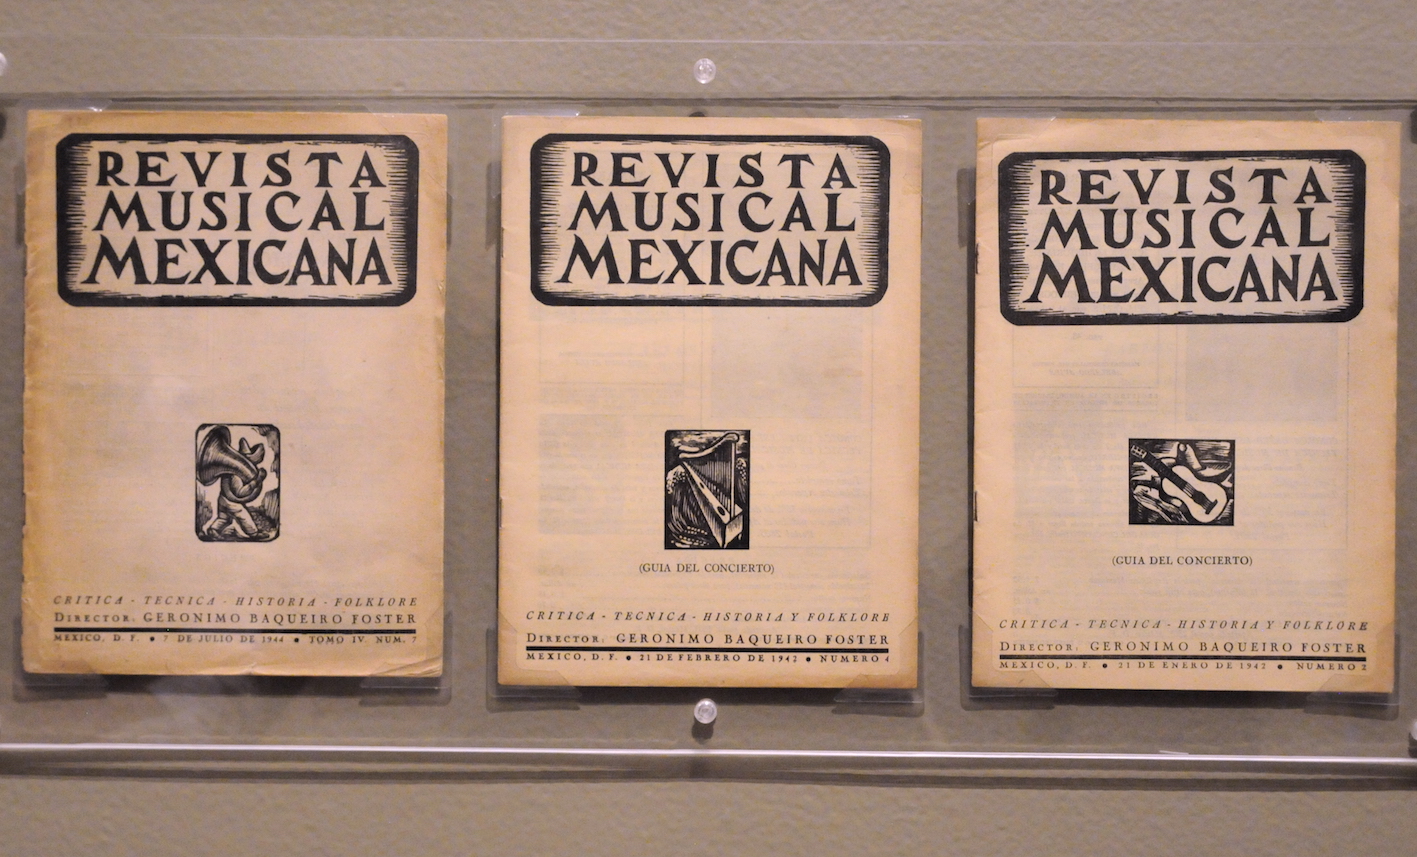 REVISTA
MUSICAL
MEXICANA
CRITICA - TECNICA - HISTORIA - FOLKLORE
DIRECTOR: GERONIMO BAQUEIRO FOSTER
MEXICO, D. F. ● 7 DE JULIO DE 1944 ● TOMO IV. NUM. 7
REVISTA
MUSICAL
MEXICANA
(GUIA DEL CONCIERTO)
CRITICA - TECNICA - HISTORIA Y FOLKLORE
DIRECTOR: GERONIMO BAQUEIRO FOSTER
MEXICO, D. F. ● 21 DE FEBRERO DE 1942 ● NUMERO 4
REVISTA
MUSICAL
MEXICANA
(GUIA DEL CONCIERTO)
CRITICA - TECNICA - HISTORIA Y FOLKLORE
DIRECTOR: GERONIMO BAQUEIRO FOSTER
MEXICO, D. F. ● 21 DE ENERO DE 1942 ● NUMERO 2